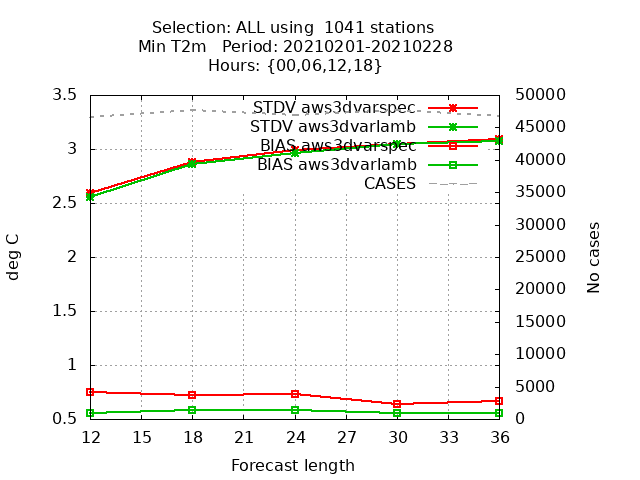 Selection: ALL using  1041 stations
Min T2m   Period: 20210201-20210228
Hours: {00,06,12,18}
3.5
3
2.5
2
1.5
1
0.5
deg C
STDV aws3dvarspec
STDV aws3dvarlamb
BIAS aws3dvarspec
BIAS aws3dvarlamb
CASES
50000
45000
40000
35000
30000
25000
20000
15000
10000
5000
0
No cases
12 15 18 21 24 27 30 33 36
Forecast length